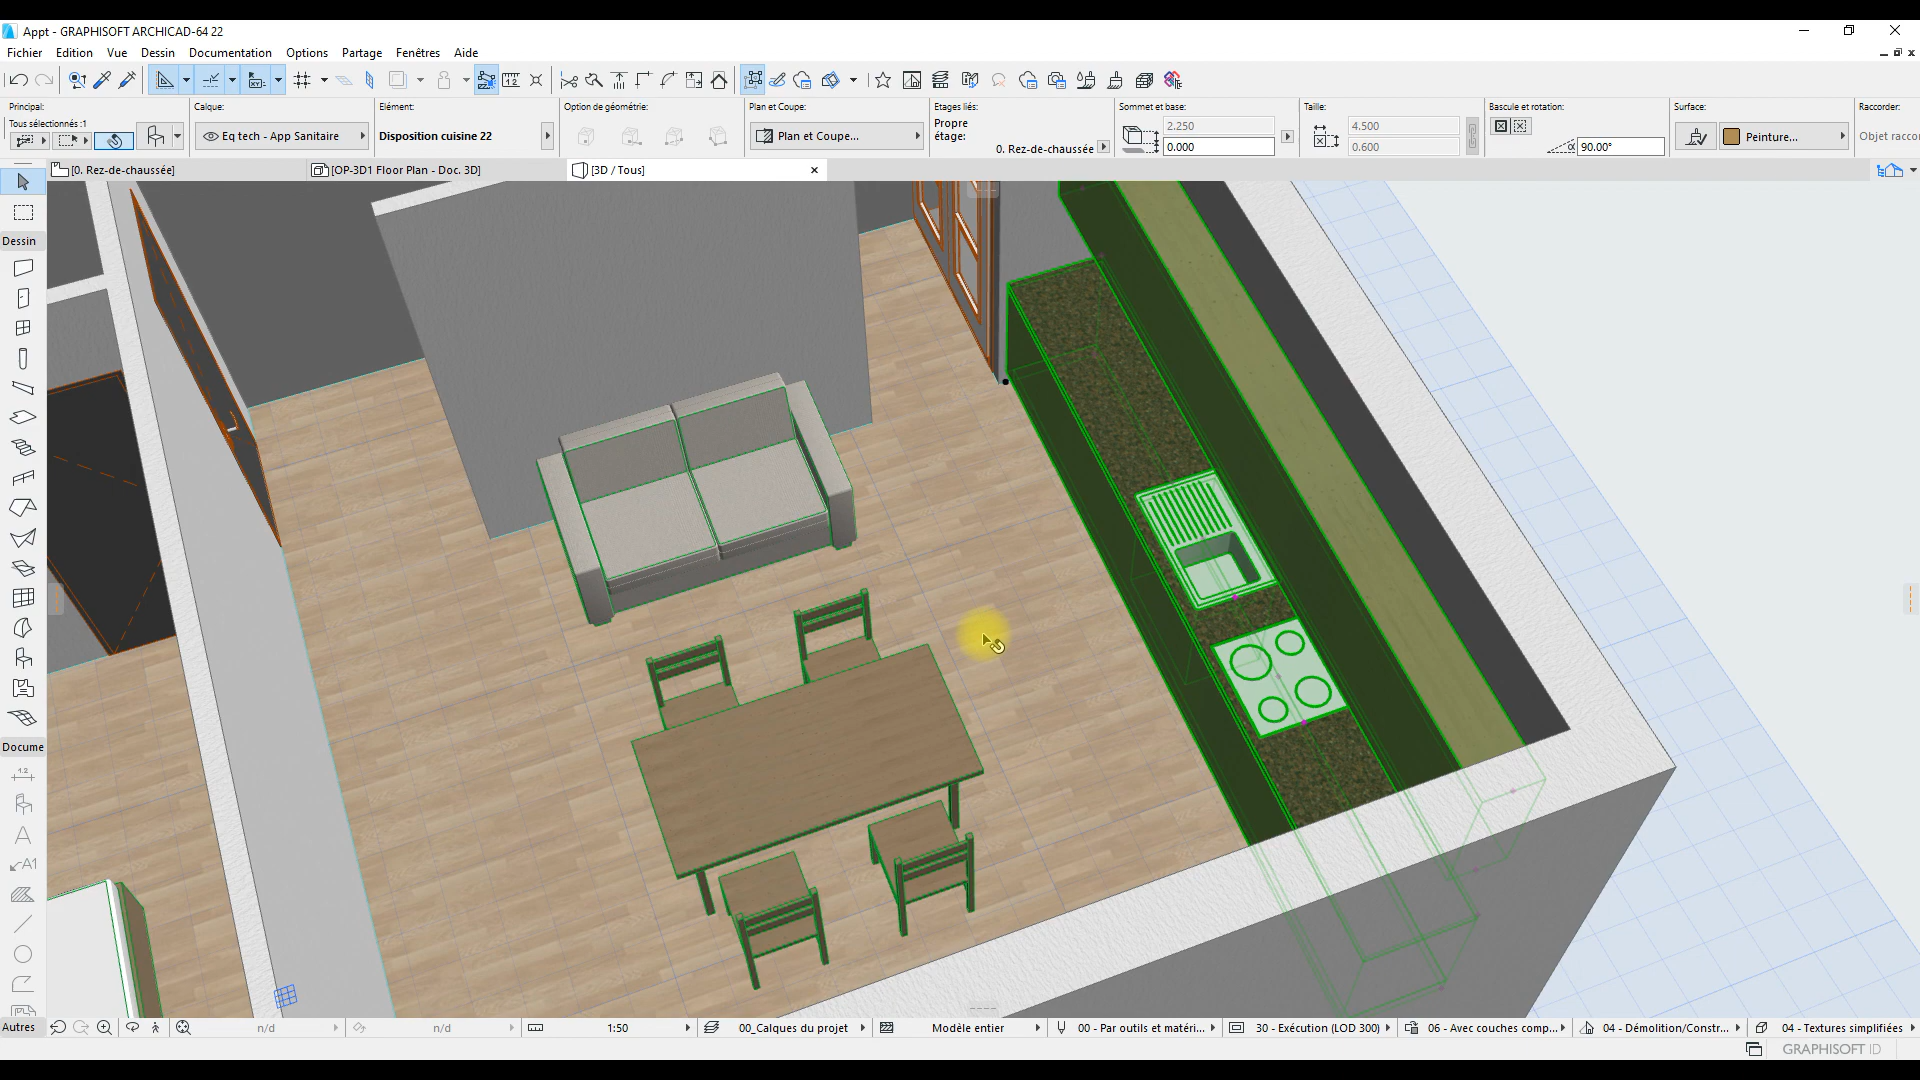 Appt - GRAPHISOFT ARCHICAD-64 22
Fichier Edition Vue Dessin Documentation Options Partage Fenêtres Aide
Principal: Calque: Elément: Option de géométrie: Plan et Coupe: Etages liés: Sommet et base: Taille: Bascule et rotation: Surface: Raccorder:
Tous sélectionnés :1
Eq tech - App Sanitaire
Disposition cuisine 22
Plan et Coupe...
Propre
étage:
0. Rez-de-chaussée
2.250
0.000
4.500
0.600
90.00°
Peinture...
Objet racco
[0. Rez-de-chaussée] [OP-3D1 Floor Plan - Doc. 3D] [3D / Tous]
Dessin
Docume
1.2
A
A1
Autres
n/d n/d 1:50 00_Calques du projet Modèle entier 00 - Par outils et matéri... 30 - Exécution (LOD 300) 06 - Avec couches comp... 04 - Démolition/Constr... 04 - Textures simplifiées
GRAPHISOFT ID